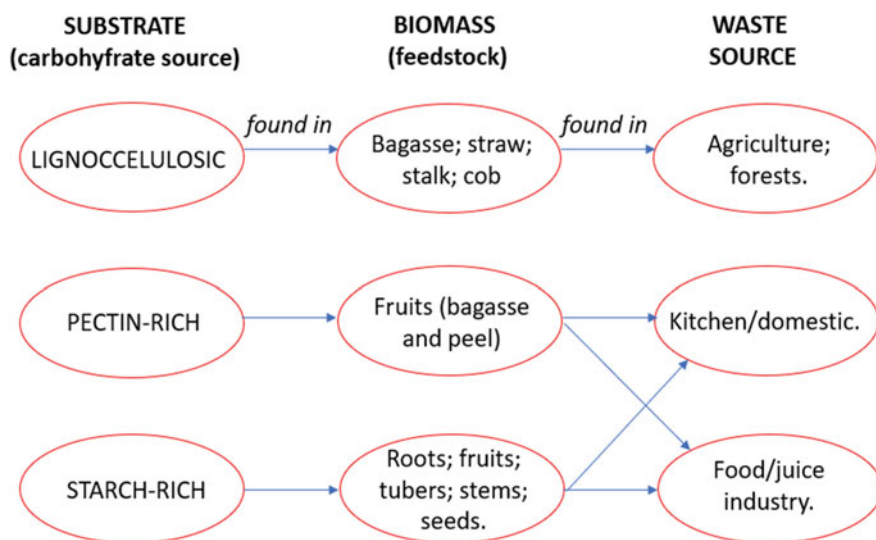 SUBSTRATE
(carbohyfrate source)
BIOMASS
(feedstock)
WASTE
SOURCE
LIGNOCCELULOSIC
found in
Bagasse; straw;
stalk; cob
found in
Agriculture;
forests.
PECTIN-RICH
Fruits (bagasse
and peel)
Kitchen/domestic.
STARCH-RICH
Roots; fruits;
tubers; stems;
seeds.
Food/juice
industry.